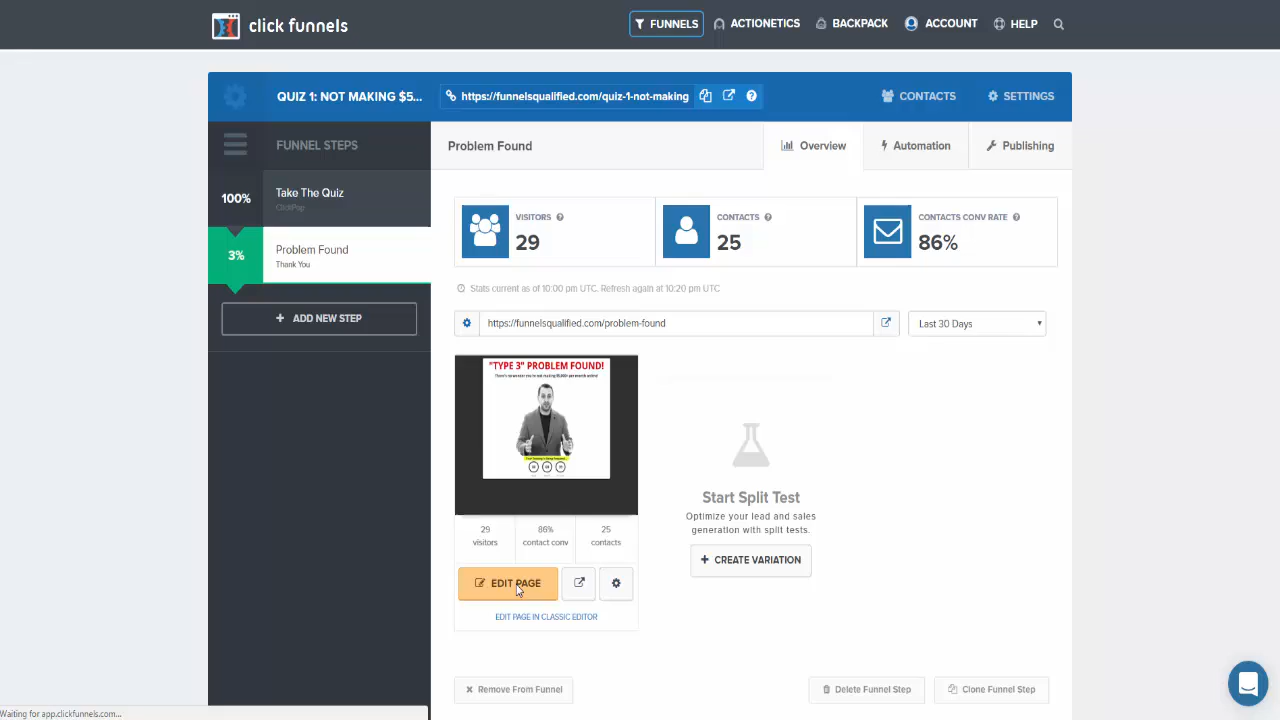 click funnels
FUNNELS
ACTIONETICS
BACKPACK
ACCOUNT
HELP
QUIZ 1: NOT MAKING $5...
https://funnelsqualified.com/quiz-1-not-making
CONTACTS
SETTINGS
FUNNEL STEPS
Problem Found
Overview
Automation
Publishing
100%
Take The Quiz
ClickPop
3%
Problem Found
Thank You
+ ADD NEW STEP
VISITORS
29
CONTACTS
25
CONTACTS CONV RATE
86%
Stats current as of 10:00 pm UTC. Refresh again at 10:20 pm UTC
https://funnelsqualified.com/problem-found
Last 30 Days
"TYPE 3" PROBLEM FOUND!
29
visitors
86%
contact conv
25
contacts
EDIT PAGE
EDIT PAGE IN CLASSIC EDITOR
Start Split Test
Optimize your lead and sales
generation with split tests.
+ CREATE VARIATION
Remove From Funnel
Delete Funnel Step
Clone Funnel Step
Waiting for app.clickfunnels.com...